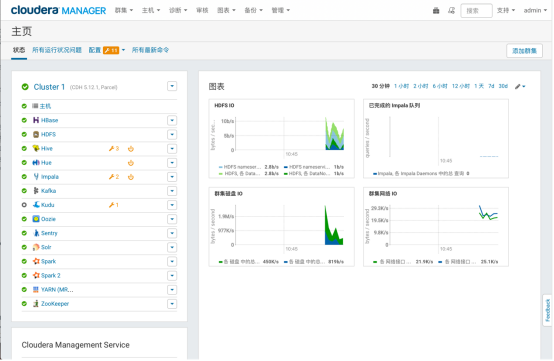 cloudera MANAGER 群集 主机 诊断 审核 图表 备份 管理 搜索 支持 admin
主页
状态 所有运行状况问题 配置 所有最新命令 添加群集
Cluster 1 (CDH 5.12.1, Parcel)
主机
HBase
HDFS
Hive 3
Hue
Impala 2
Kafka
Kudu 1
Oozie
Sentry
Solr
Spark
Spark 2
YARN (MR...
ZooKeeper
Cloudera Management Service
图表
30 分钟 1 小时 2 小时 6 小时 12 小时 1 天 7d 30d
HDFS IO
bytes / sec...
10b/s
5b/s
10:45
HDFS nameservi... 2.8b/s HDFS nameservi... 1b/s
HDFS, 各 Data... 2.8b/s HDFS, 各 DataNo... 1b/s
已完成的 Impala 队列
queries / second
10:45
Impala, 各 Impala Daemons 中的总 查询 0
群集磁盘 IO
bytes / second
1.9M/s
977K/s
10:45
各 磁盘 中的总... 450K/s 各 磁盘 中的总... 819b/s
群集网络 IO
bytes / second
29.3K/s
19.5K/s
9.8K/s
10:45
各 网络接口 ... 21.9K/s 各 网络接口 ... 25.1K/s
Feedback